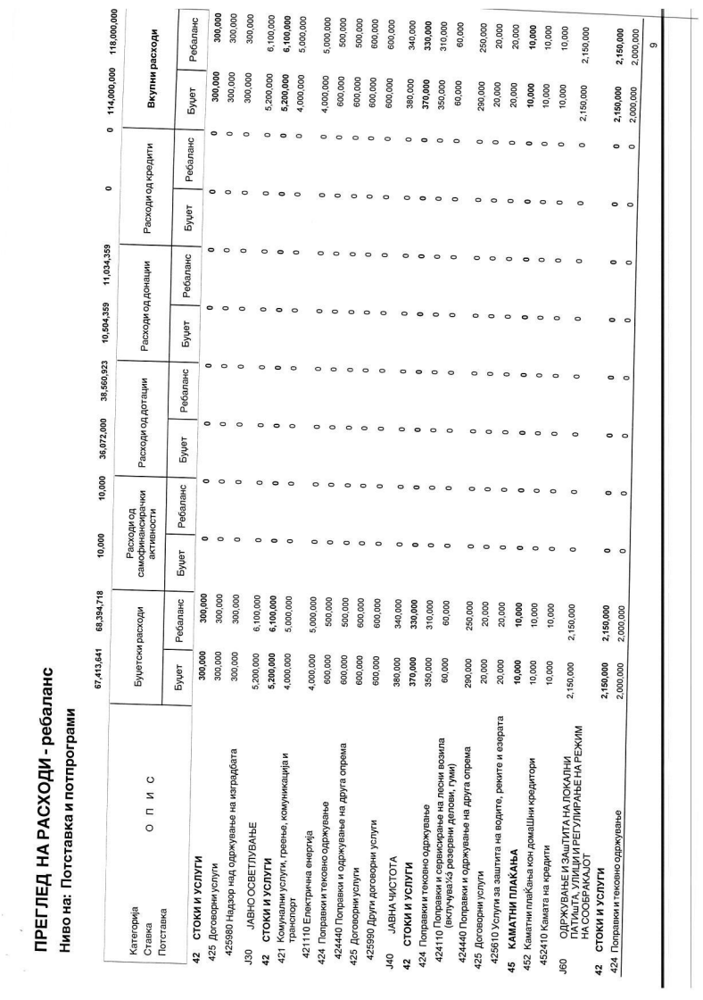 ПРЕГЛЕД НА РАСХОДИ - ребаланс
Ниво на: Потставка и потпрограми
67,413,641 68,394,718 10,000 10,000 36,072,000 38,560,923 10,504,359 11,034,359 0 0 114,000,000 118,000,000
Категорија
Ставка
Потставка
О П И С
Буџетски расходи
Расходи од
самофинансирачки
активности
Расходи од дотации
Расходи од донации
Расходи од кредити
Вкупни расходи
Буџет Ребаланс Буџет Ребаланс Буџет Ребаланс Буџет Ребаланс Буџет Ребаланс Буџет Ребаланс
42 СТОКИ И УСЛУГИ 300,000 300,000 0 0 0 0 0 0 0 0 300,000 300,000
425 Договорни услуги 300,000 300,000 0 0 0 0 0 0 0 0 300,000 300,000
425980 Надзор над одржување на изградбата 300,000 300,000 0 0 0 0 0 0 0 0 300,000 300,000
J30 ЈАВНО ОСВЕТЛУВАЊЕ 5,200,000 6,100,000 0 0 0 0 0 0 0 0 5,200,000 6,100,000
42 СТОКИ И УСЛУГИ 5,200,000 6,100,000 0 0 0 0 0 0 0 0 5,200,000 6,100,000
421 Комунални услуги, греење, комуникација и
транспорт 4,000,000 5,000,000 0 0 0 0 0 0 0 0 4,000,000 5,000,000
421110 Електрична енергија 4,000,000 5,000,000 0 0 0 0 0 0 0 0 4,000,000 5,000,000
424 Поправки и тековно одржување 600,000 500,000 0 0 0 0 0 0 0 0 600,000 500,000
424440 Поправки и одржување на друга опрема 600,000 500,000 0 0 0 0 0 0 0 0 600,000 500,000
425 Договорни услуги 600,000 600,000 0 0 0 0 0 0 0 0 600,000 600,000
425990 Други договорни услуги 600,000 600,000 0 0 0 0 0 0 0 0 600,000 600,000
J40 ЈАВНА ЧИСТОТА 380,000 340,000 0 0 0 0 0 0 0 0 380,000 340,000
42 СТОКИ И УСЛУГИ 370,000 330,000 0 0 0 0 0 0 0 0 370,000 330,000
424 Поправки и тековно одржување 350,000 310,000 0 0 0 0 0 0 0 0 350,000 310,000
424110 Поправки и сервисирање на лесни возила
(вклучува¼ќ резервни делови, гуми) 60,000 60,000 0 0 0 0 0 0 0 0 60,000 60,000
424440 Поправки и одржување на друга опрема 290,000 250,000 0 0 0 0 0 0 0 0 290,000 250,000
425 Договорни услуги 20,000 20,000 0 0 0 0 0 0 0 0 20,000 20,000
425610 Услуги за заштита на водите, реките и езерата 20,000 20,000 0 0 0 0 0 0 0 0 20,000 20,000
45 КАМАТНИ ПЛАЌАЊА 10,000 10,000 0 0 0 0 0 0 0 0 10,000 10,000
452 Каматни плаќања кон домаШни кредитори 10,000 10,000 0 0 0 0 0 0 0 0 10,000 10,000
452410 Камата на кредити 10,000 10,000 0 0 0 0 0 0 0 0 10,000 10,000
J60 ОДРЖУВАЊЕ И ЗАШТИТА НА ЛОКАЛНИ
ПАТИШТА, УЛИЦИ И РЕГУЛИРАЊЕ НА РЕЖИМ
НА СООБРАКАЈОТ 2,150,000 2,150,000 0 0 0 0 0 0 0 0 2,150,000 2,150,000
42 СТОКИ И УСЛУГИ 2,150,000 2,150,000 0 0 0 0 0 0 0 0 2,150,000 2,150,000
424 Поправки и тековно одржување 2,000,000 2,000,000 0 0 0 0 0 0 0 0 2,000,000 2,000,000
9